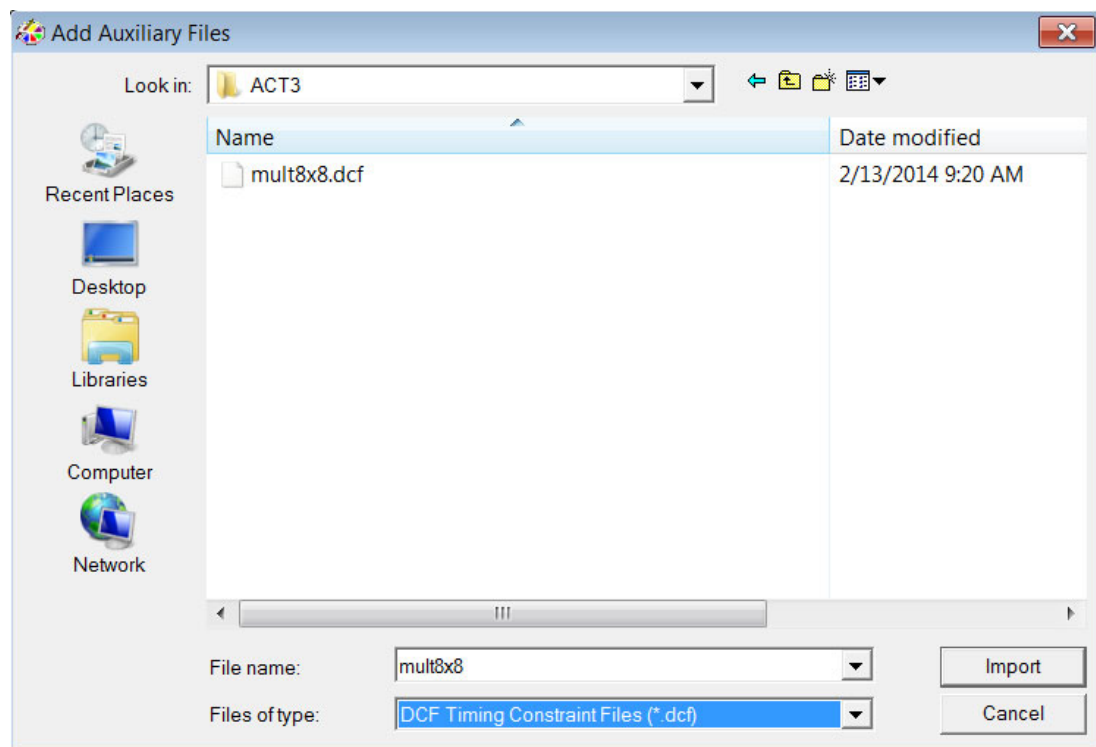 Add Auxiliary Files
Look in: ACT3
Name Date modified
mult8x8.dcf 2/13/2014 9:20 AM
Recent Places
Desktop
Libraries
Computer
Network
File name: mult8x8 Import
Files of type: DCF Timing Constraint Files (*.dcf) Cancel